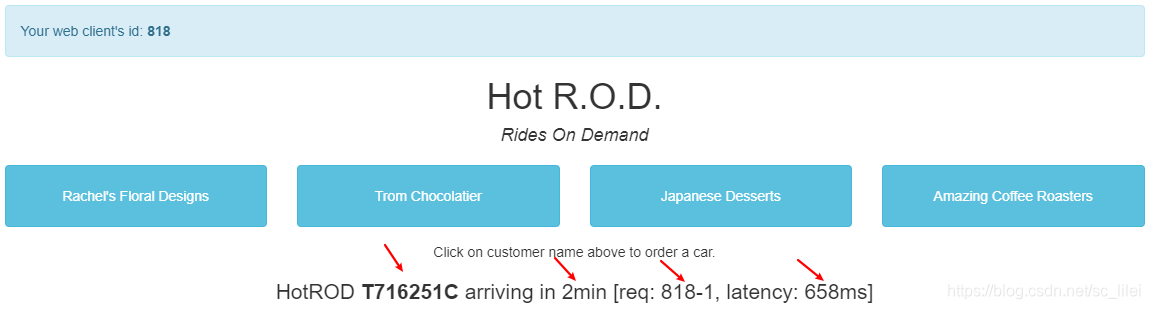 Your web client's id: 818
Hot R.O.D.
Rides On Demand
Rachel's Floral Designs
Trom Chocolatier
Japanese Desserts
Amazing Coffee Roasters
Click on customer name above to order a car.
HotROD T716251C arriving in 2min [req: 818-1, latency: 658ms]
https://blog.csdn.net/sc_lilei